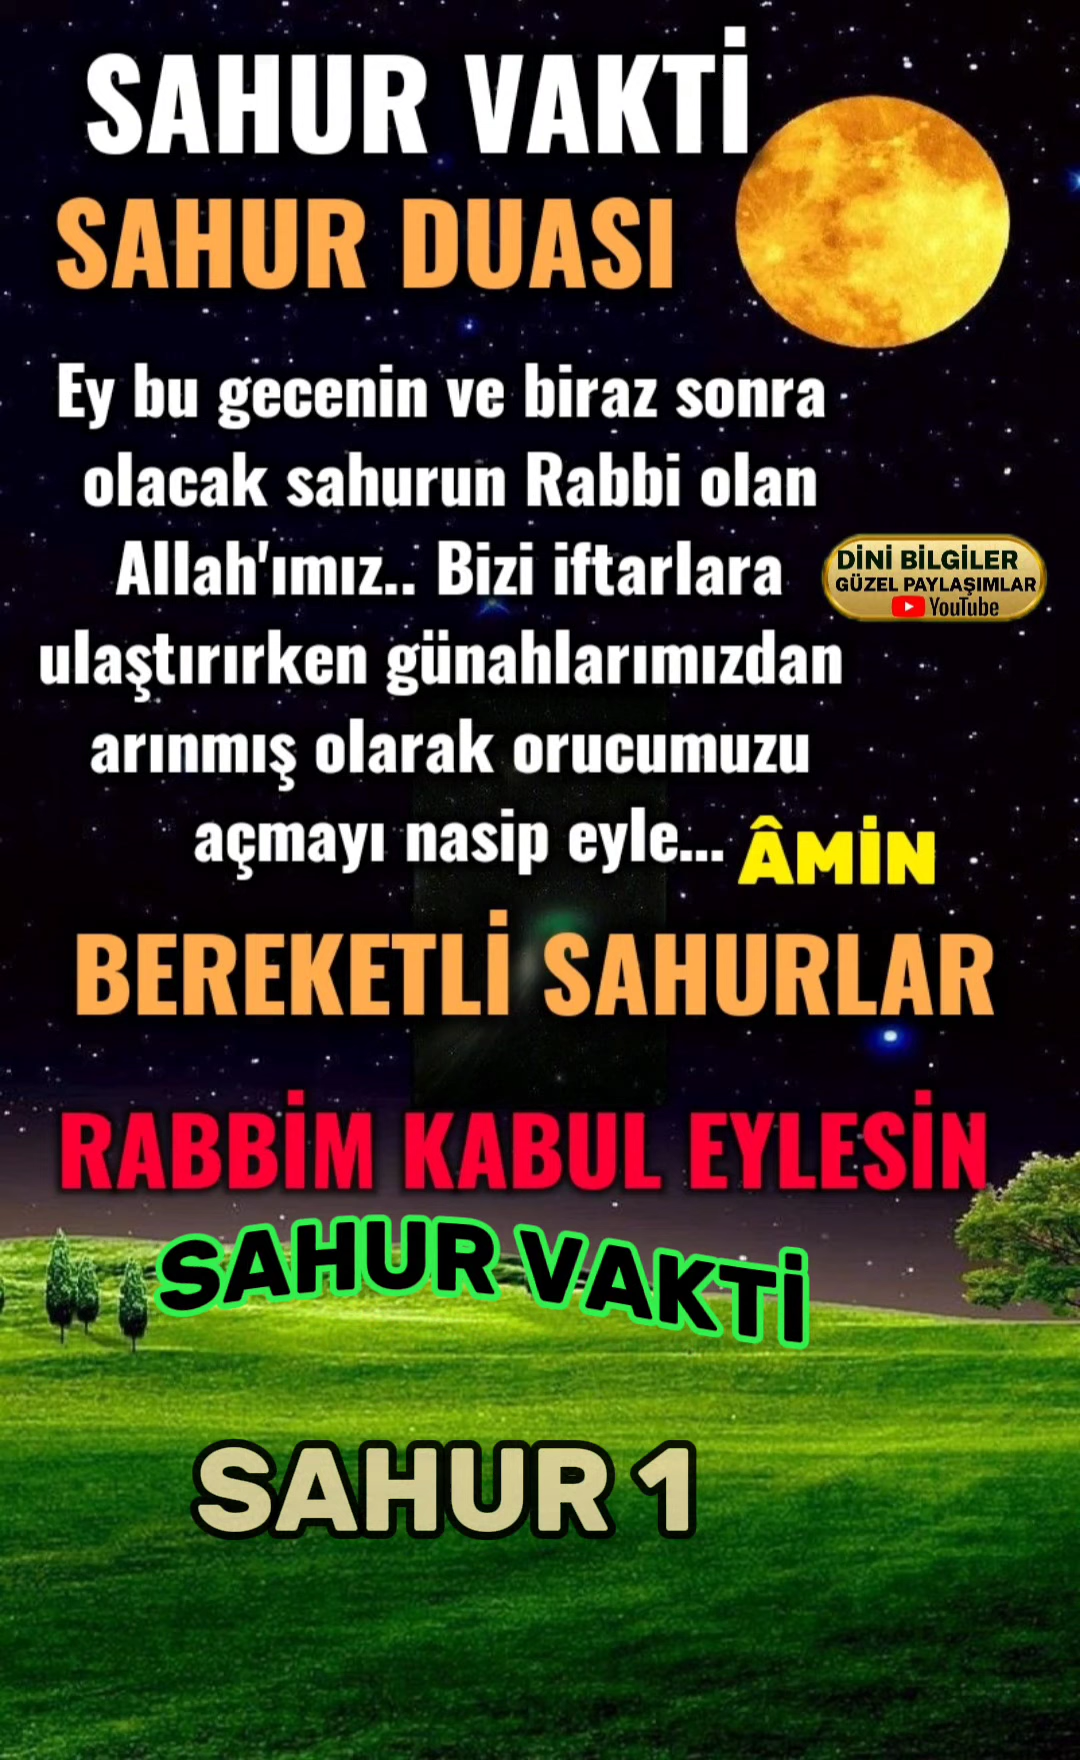 SAHUR VAKTİ
SAHUR DUASI
Ey bu gecenin ve biraz sonra
olacak sahurun Rabbi olan
Allah'ımız.. Bizi iftarlara
ulaştırırken günahlarımızdan
arınmış olarak orucumuzu
açmayı nasip eyle... ÂMİN
DİNİ BİLGİLER
GÜZEL PAYLAŞIMLAR
YouTube
BEREKETLİ SAHURLAR
RABBİM KABUL EYLESİN
SAHUR VAKTİ
SAHUR 1